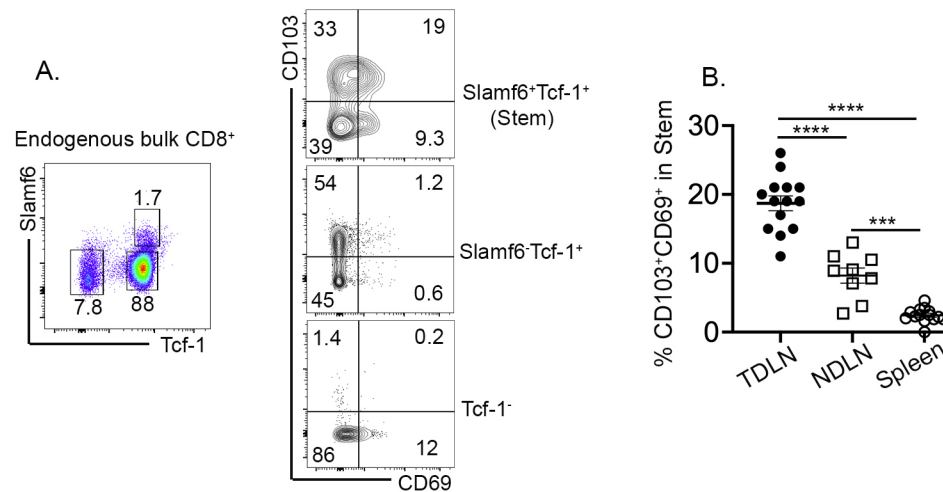 A.
Endogenous bulk CD8⁺
Slamf6
1.7
7.8
88
Tcf-1
CD103
33
19
39
9.3
Slamf6⁺Tcf-1⁺
(Stem)
54
1.2
45
0.6
Slamf6⁻Tcf-1⁺
1.4
0.2
86
12
Tcf-1⁻
CD69
B.
% CD103⁺CD69⁺ in Stem
30
20
10
0
****
****
***
TDLN
NDLN
Spleen